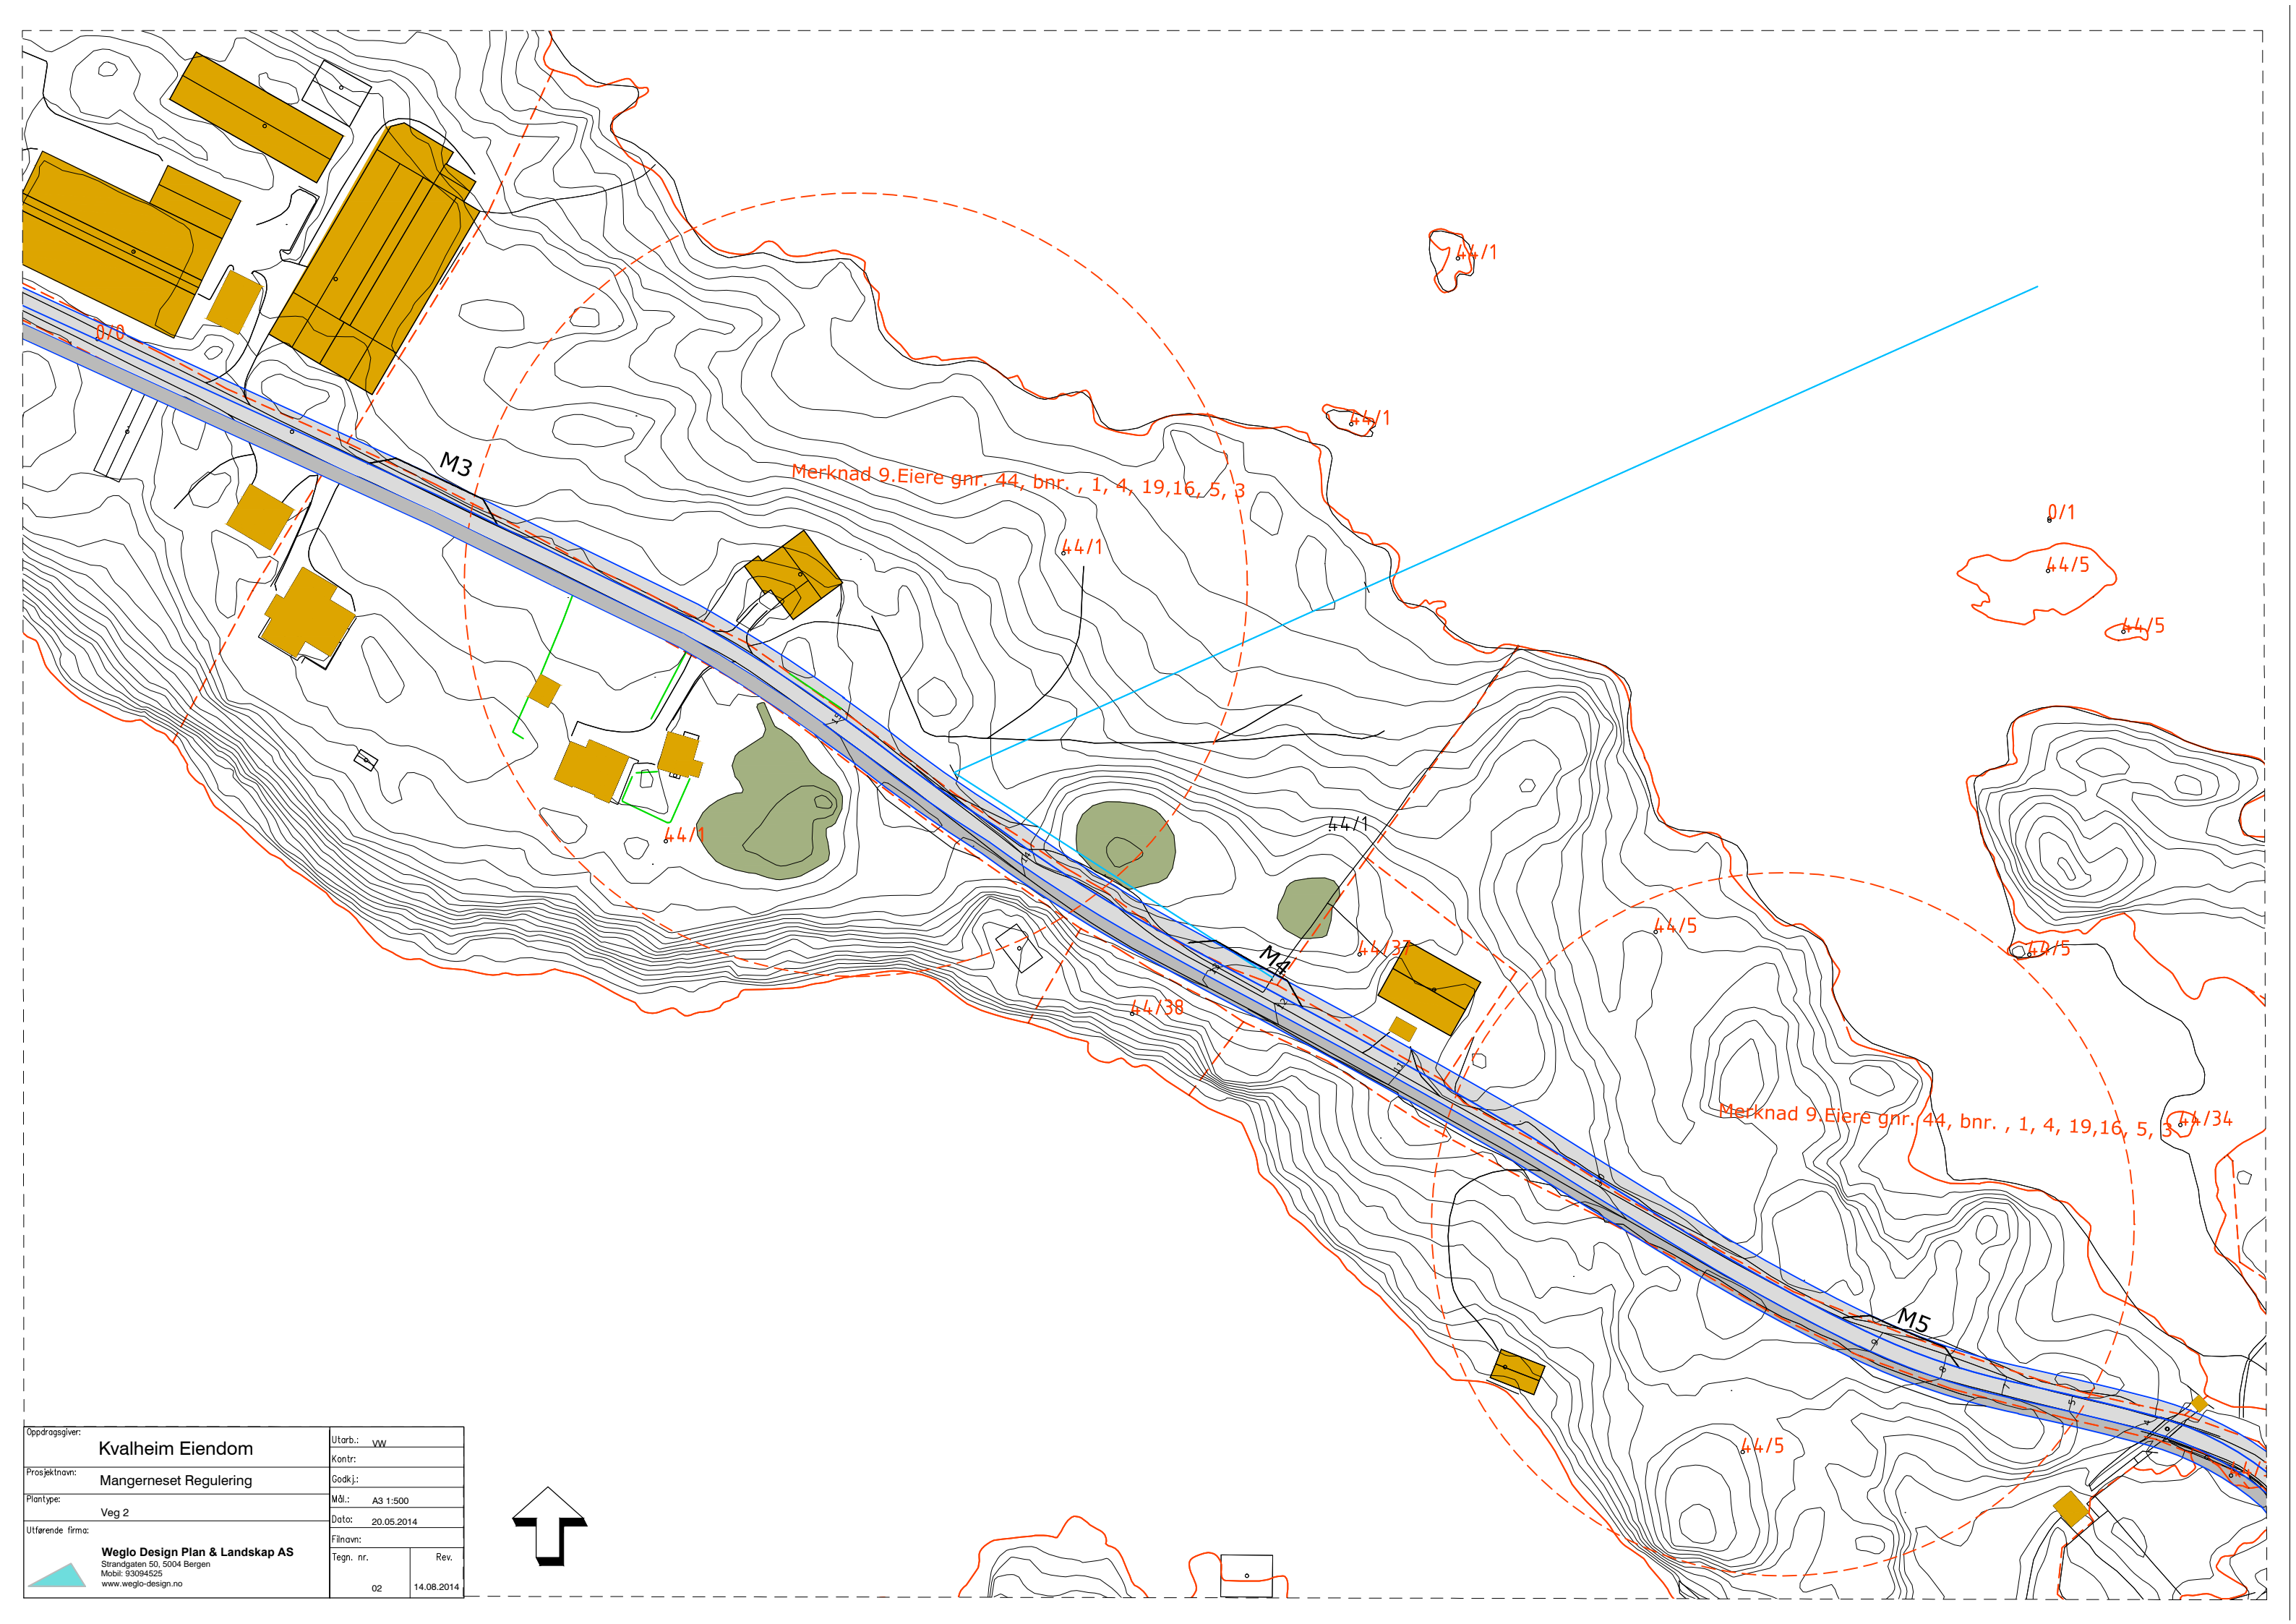 44/1
0/0
44/1
M3
Merknad 9.Eiere gnr. 44, bnr. , 1, 4, 19,16, 5, 3
0/1
44/1
44/5
44/5
44/1
44/1
44/5
M4
44/37
44/5
44/38
Merknad 9.Eiere gnr. 44, bnr. , 1, 4, 19,16, 5, 3
44/34
M5
44/5
Oppdragsgiver:
Kvalheim Eiendom
Prosjektnavn:
Mangerneset Regulering
Plantype:
Veg 2
Utførende firma:
Weglo Design Plan & Landskap AS
Strandgaten 50, 5004 Bergen
Mobil: 93094525
www.weglo-design.no
Utarb.: VW
Kontr:
Godkj.:
Mål.: A3 1:500
Dato: 20.05.2014
Filnavn:
Tegn. nr. Rev.
02 14.08.2014